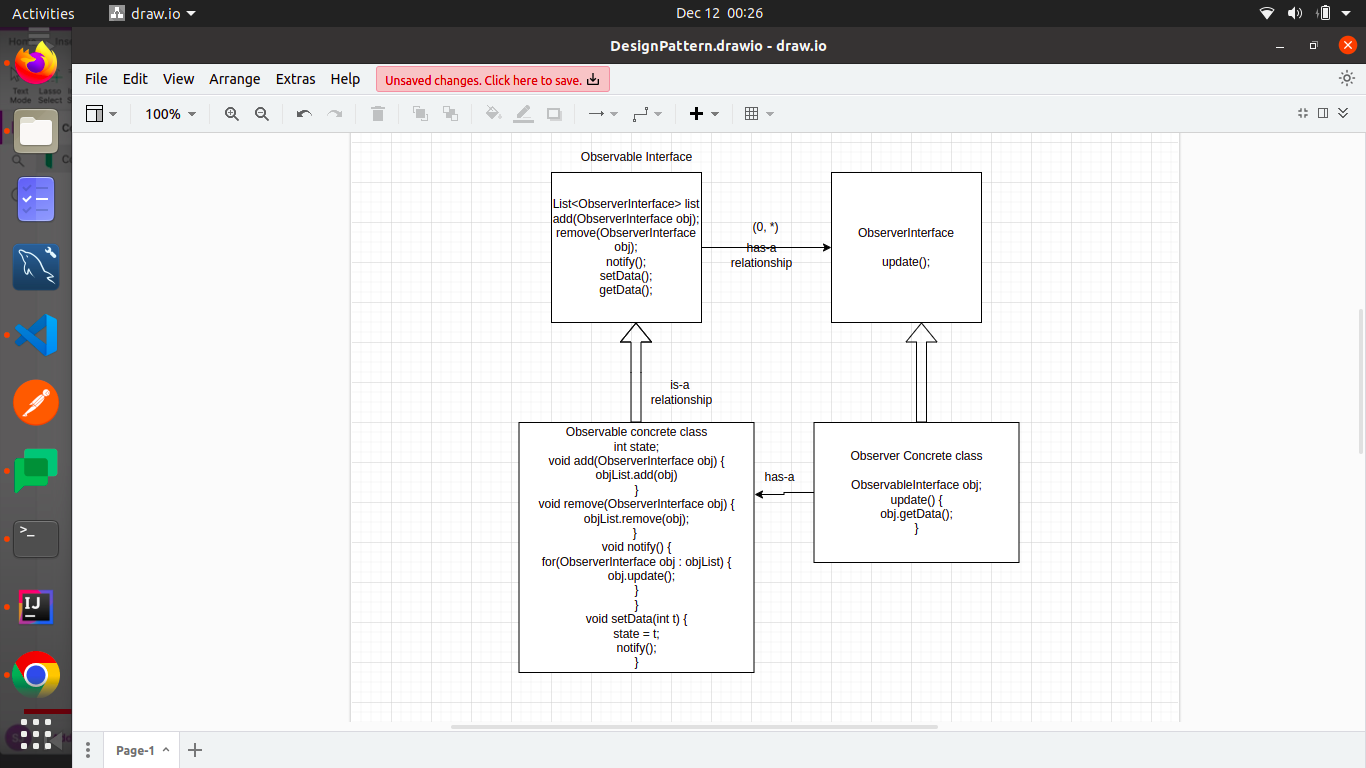 Activities
draw.io
Dec 12 00:26
DesignPattern.drawio - draw.io
File Edit View Arrange Extras Help
Unsaved changes. Click here to save.
100%
Text
Mode
Lasso
Select
Observable Interface
List<ObserverInterface> list
add(ObserverInterface obj);
remove(ObserverInterface
obj);
notify();
setData();
getData();
(0, *)
has-a
relationship
ObserverInterface
update();
is-a
relationship
Observable concrete class
int state;
void add(ObserverInterface obj) {
objList.add(obj)
}
void remove(ObserverInterface obj) {
objList.remove(obj);
}
void notify() {
for(ObserverInterface obj : objList) {
obj.update();
}
}
void setData(int t) {
state = t;
notify();
}
has-a
Observer Concrete class
ObservableInterface obj;
update() {
obj.getData();
}
Page-1